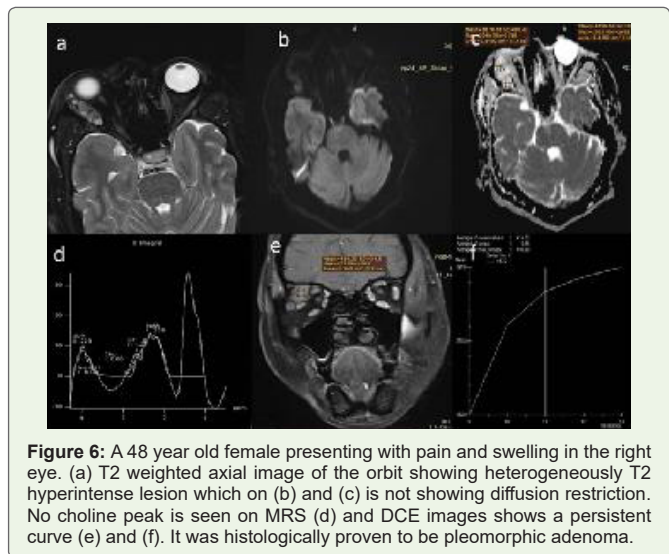 a
b
c
d
e
f
Figure 6: A 48 year old female presenting with pain and swelling in the right
eye. (a) T2 weighted axial image of the orbit showing heterogeneously T2
hyperintense lesion which on (b) and (c) is not showing diffusion restriction.
No choline peak is seen on MRS (d) and DCE images shows a persistent
curve (e) and (f). It was histologically proven to be pleomorphic adenoma.